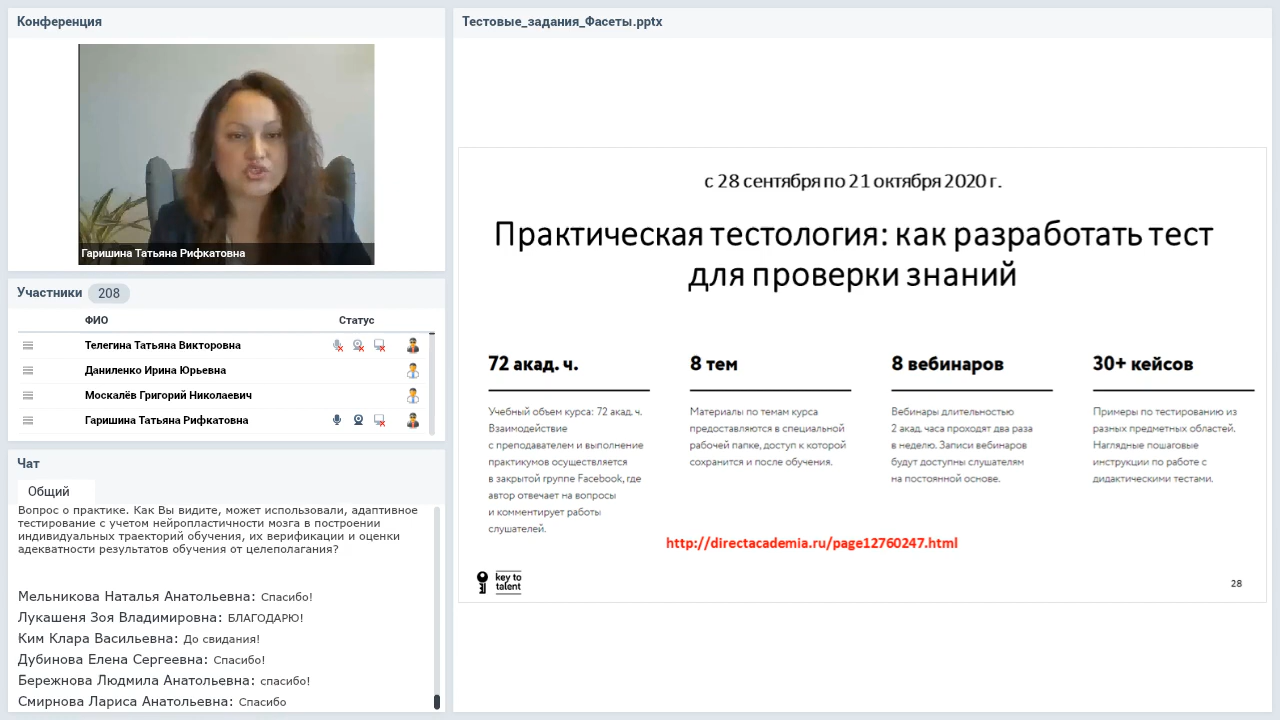 Конференция
Гаришина Татьяна Рифкатовна
Участники 208
ФИО Статус
Телегина Татьяна Викторовна
Даниленко Ирина Юрьевна
Москалёв Григорий Николаевич
Гаришина Татьяна Рифкатовна
Чат
Общий
Вопрос о практике. Как Вы видите, может использовали, адаптивное
тестирование с учетом нейропластичности мозга в построении
индивидуальных траекторий обучения, их верификации и оценки
адекватности результатов обучения от целеполагания?
Мельникова Наталья Анатольевна: Спасибо!
Лукашеня Зоя Владимировна: БЛАГОДАРЮ!
Ким Клара Васильевна: До свидания!
Дубинова Елена Сергеевна: Спасибо!
Бережнова Людмила Анатольевна: спасибо!
Смирнова Лариса Анатольевна: Спасибо
Тестовые_задания_Фасеты.pptx
с 28 сентября по 21 октября 2020 г.
Практическая тестология: как разработать тест
для проверки знаний
72 акад. ч.
Учебный объем курса: 72 акад. ч.
Взаимодействие
с преподавателем и выполнение
практикумов осуществляется
в закрытой группе Facebook, где
автор отвечает на вопросы
и комментирует работы
слушателей.
8 тем
Материалы по темам курса
предоставляются в специальной
рабочей папке, доступ к которой
сохранится и после обучения.
8 вебинаров
Вебинары длительностью
2 акад. часа проходят два раза
в неделю. Записи вебинаров
будут доступны слушателям
на постоянной основе.
30+ кейсов
Примеры по тестированию из
разных предметных областей.
Наглядные пошаговые
инструкции по работе с
дидактическими тестами.
http://directacademia.ru/page12760247.html
key to
talent
28